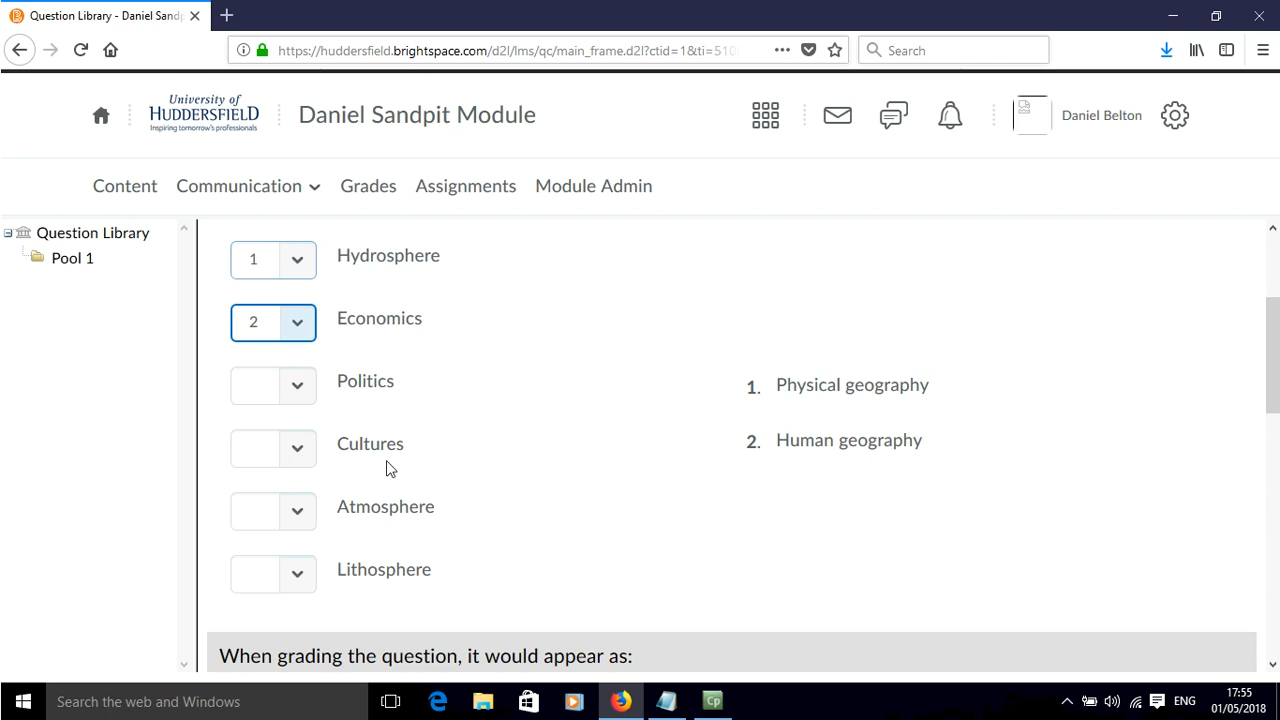 Question Library - Daniel Sandp
https://huddersfield.brightspace.com/d2l/lms/qc/main_frame.d2l?ctid=1&ti=510
Search
University of
HUDDERSFIELD
Inspiring tomorrow's professionals
Daniel Sandpit Module
Daniel Belton
Content
Communication
Grades
Assignments
Module Admin
Question Library
Pool 1
1
Hydrosphere
2
Economics
Politics
Cultures
Atmosphere
Lithosphere
1. Physical geography
2. Human geography
When grading the question, it would appear as:
Search the web and Windows
Cp
ENG
17:55
01/05/2018